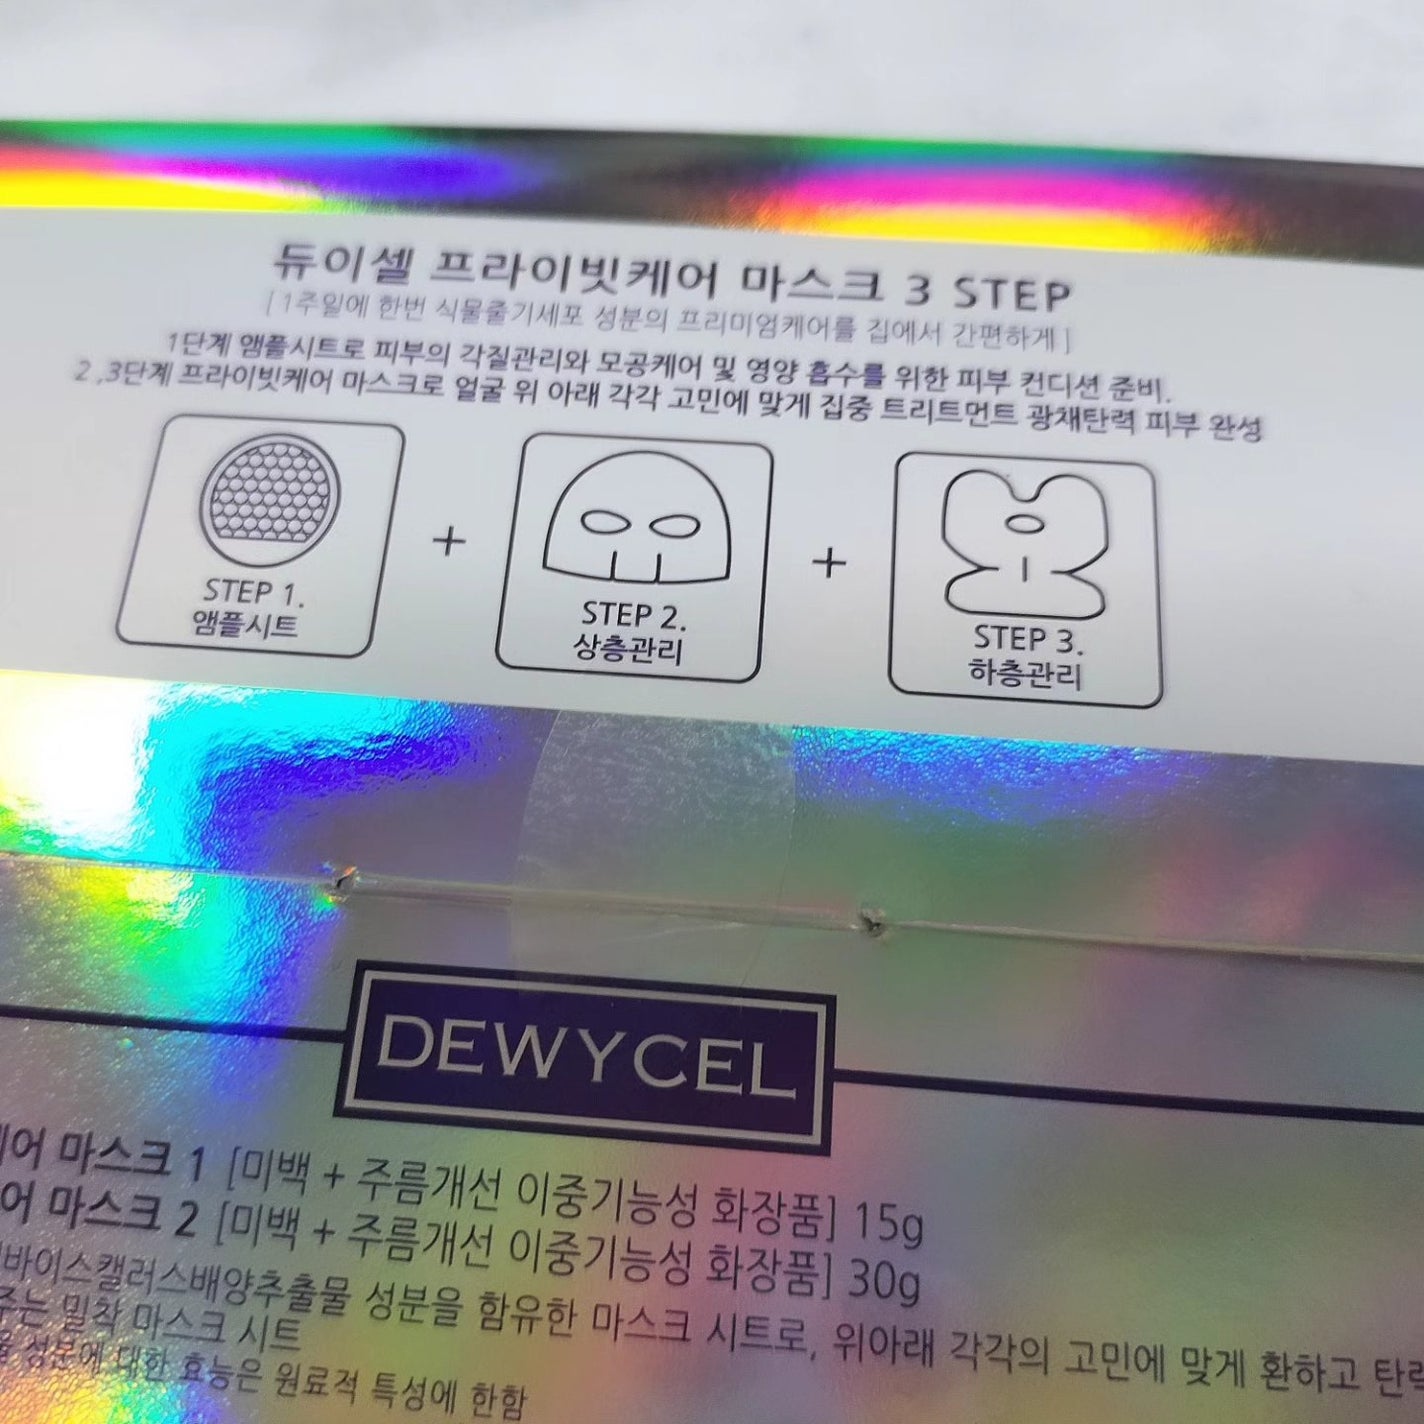 듀이셀 프라이빗케어 마스크 3 STEP
[1주일에 한번 식물줄기세포 성분의 프리미엄케어를 집에서 간편하게]
1단계 앰플시트로 피부의 각질관리와 모공케어 및 영양 흡수를 위한 피부 컨디션 준비.
2,3단계 프라이빗케어 마스크로 얼굴 위 아래 각각 고민에 맞게 집중 트리트먼트 광채탄력 피부 완성
STEP 1.
앰플시트
+
STEP 2.
상층관리
+
STEP 3.
하층관리
DEWYCEL
케어 마스크 1 [미백 + 주름개선 이중기능성 화장품] 15g
어 마스크 2 [미백 + 주름개선 이중기능성 화장품] 30g
바이스캘러스배양추출물 성분을 함유한 마스크 시트로, 위아래 각각의 고민에 맞게 환하고 탄력
주는 밀착 마스크 시트
성분에 대한 효능은 원료적 특성에 한함